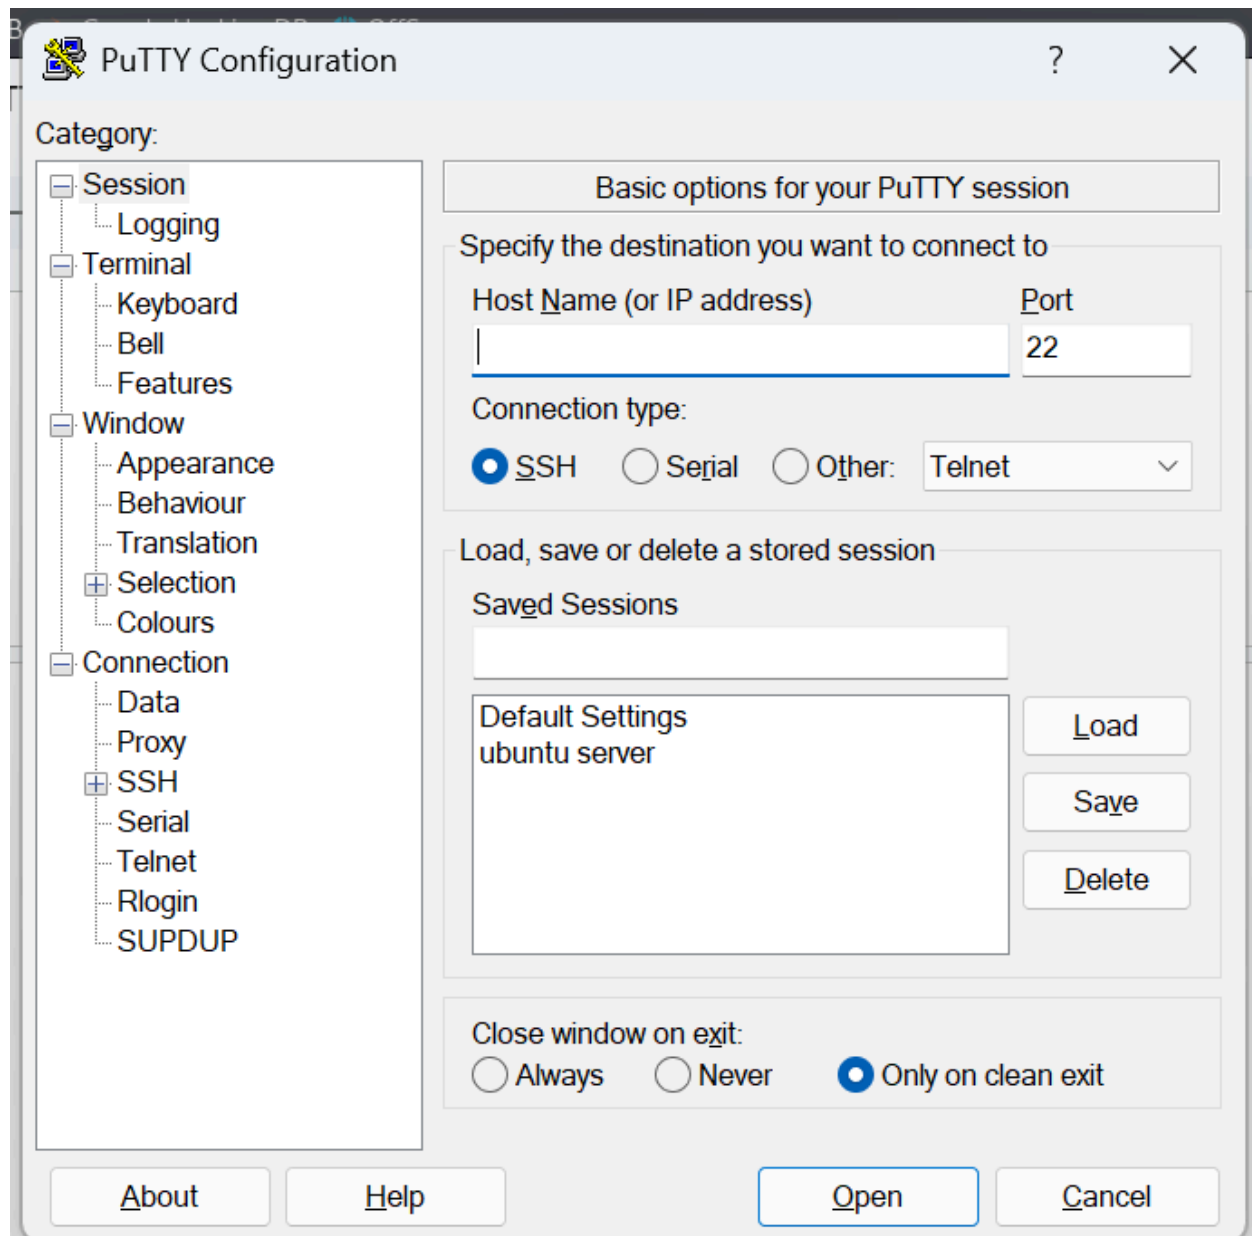 PuTTY Configuration
?
Category:
Session
Logging
Terminal
Keyboard
Bell
Features
Window
Appearance
Behaviour
Translation
Selection
Colours
Connection
Data
Proxy
SSH
Serial
Telnet
Rlogin
SUPDUP
Basic options for your PuTTY session
Specify the destination you want to connect to
Host Name (or IP address) Port
22
Connection type:
SSH Serial Other: Telnet
Load, save or delete a stored session
Saved Sessions
Default Settings
ubuntu server
Load
Save
Delete
Close window on exit:
Always Never Only on clean exit
About Help Open Cancel